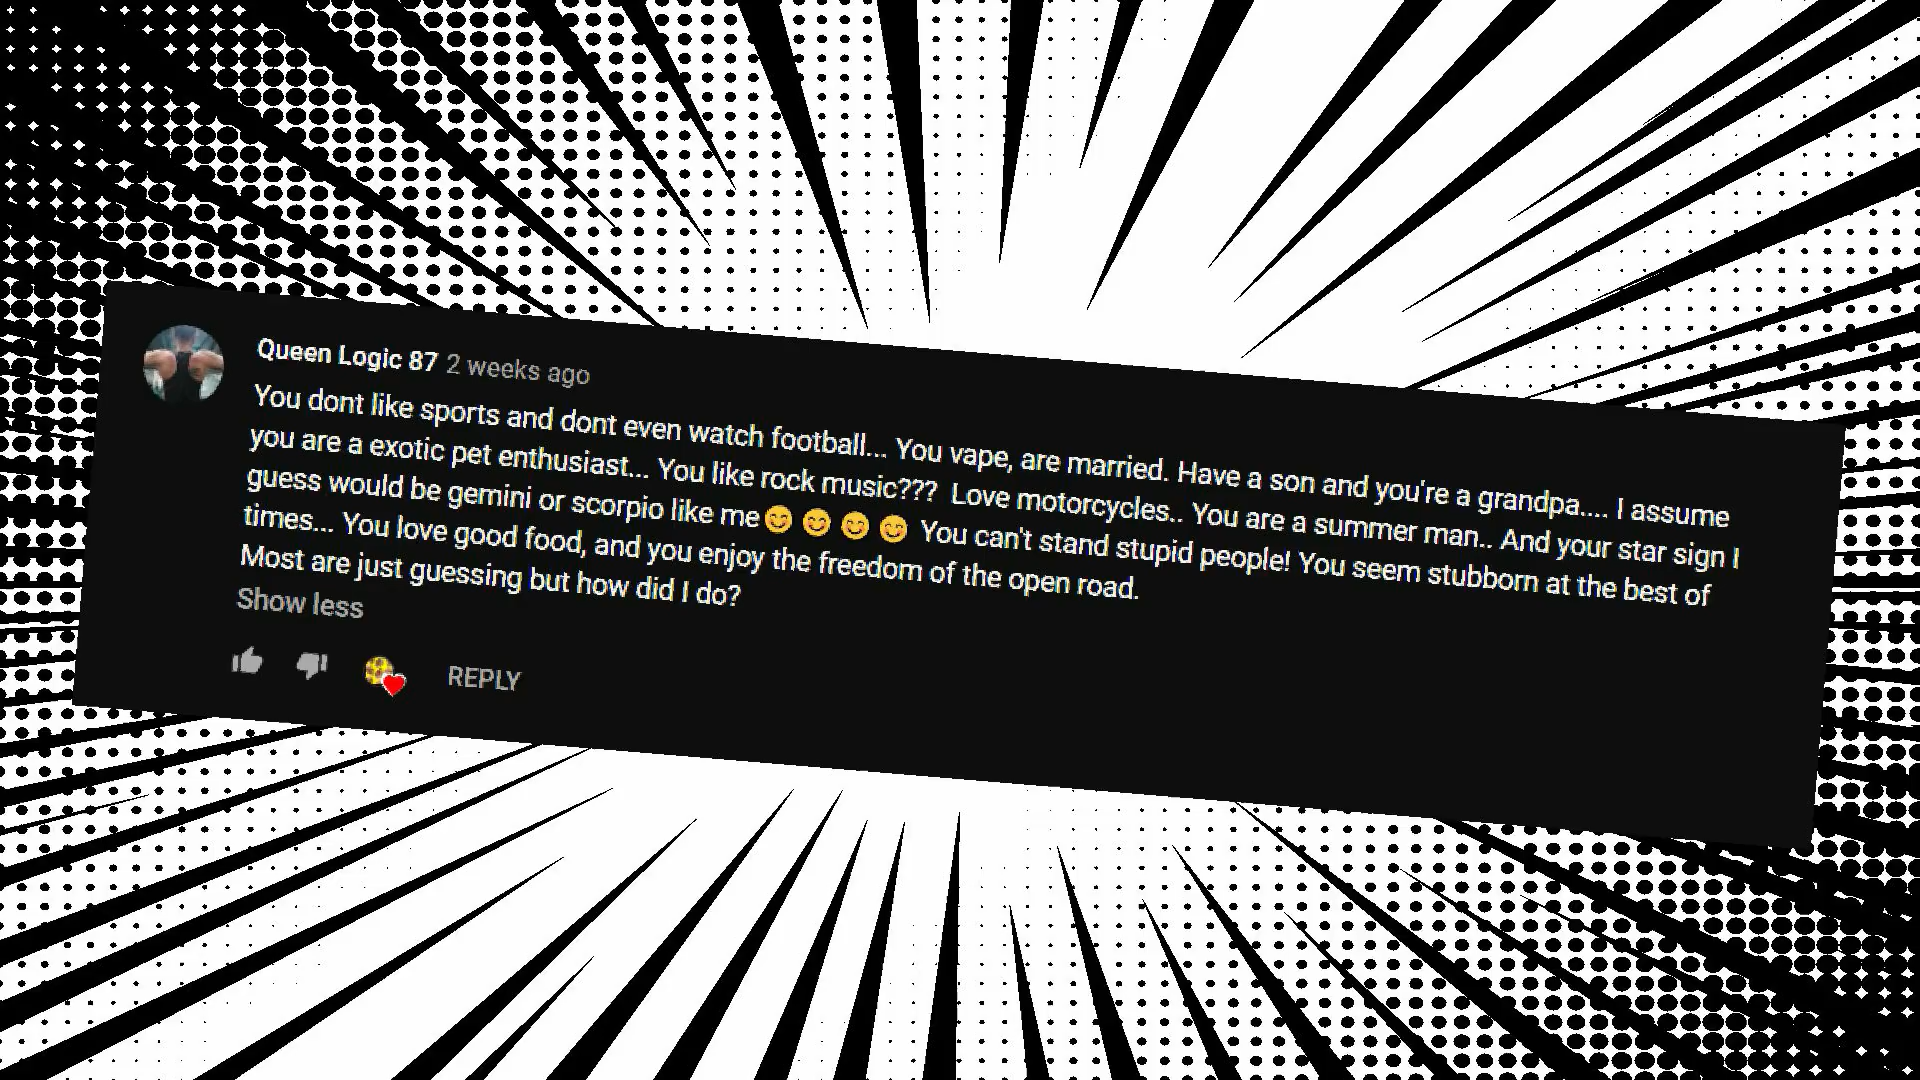 Queen Logic 87 2 weeks ago
You dont like sports and dont even watch football... You vape, are married. Have a son and you're a grandpa.... I assume
you are a exotic pet enthusiast... You like rock music??? Love motorcycles.. You are a summer man.. And your star sign I
guess would be gemini or scorpio like me😊😊😊😊 You can't stand stupid people! You seem stubborn at the best of
times... You love good food, and you enjoy the freedom of the open road.
Most are just guessing but how did I do?
Show less
REPLY